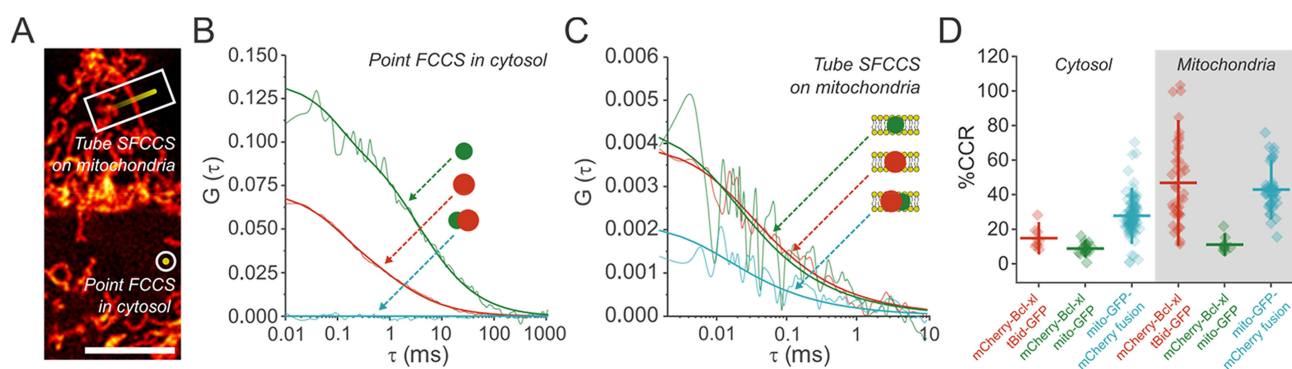 A
Tube SFCCS
on mitochondria
Point FCCS
in cytosol
B
Point FCCS in cytosol
G (τ)
0.150
0.125
0.100
0.075
0.050
0.025
0.000
0.01
0.1
1
10
100
1000
τ (ms)
C
Tube SFCCS
on mitochondria
G (τ)
0.006
0.005
0.004
0.003
0.002
0.001
0.000
0.01
0.1
1
10
τ (ms)
D
Cytosol
Mitochondria
%CCR
120
100
80
60
40
20
0
mCherry-Bcl-xl
tBid-GFP
mCherry-Bcl-xl
mito-GFP
mito-GFP-
mCherry fusion
mCherry-Bcl-xl
tBid-GFP
mCherry-Bcl-xl
mito-GFP
mito-GFP-
mCherry fusion